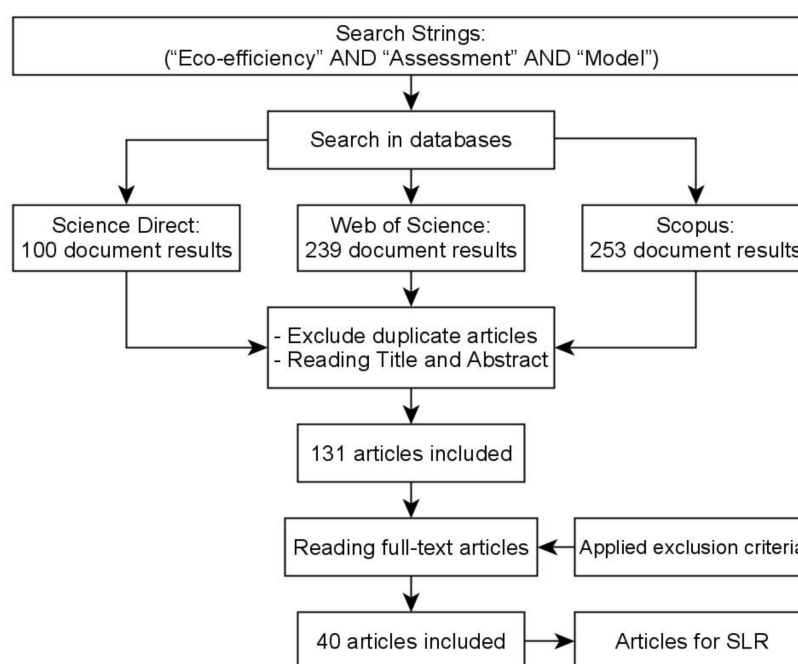 Search Strings:
(“Eco-efficiency” AND “Assessment” AND “Model”)
Search in databases
Science Direct:
100 document results
Web of Science:
239 document results
Scopus:
253 document results
- Exclude duplicate articles
- Reading Title and Abstract
131 articles included
Reading full-text articles
Applied exclusion criteria
40 articles included
Articles for SLR